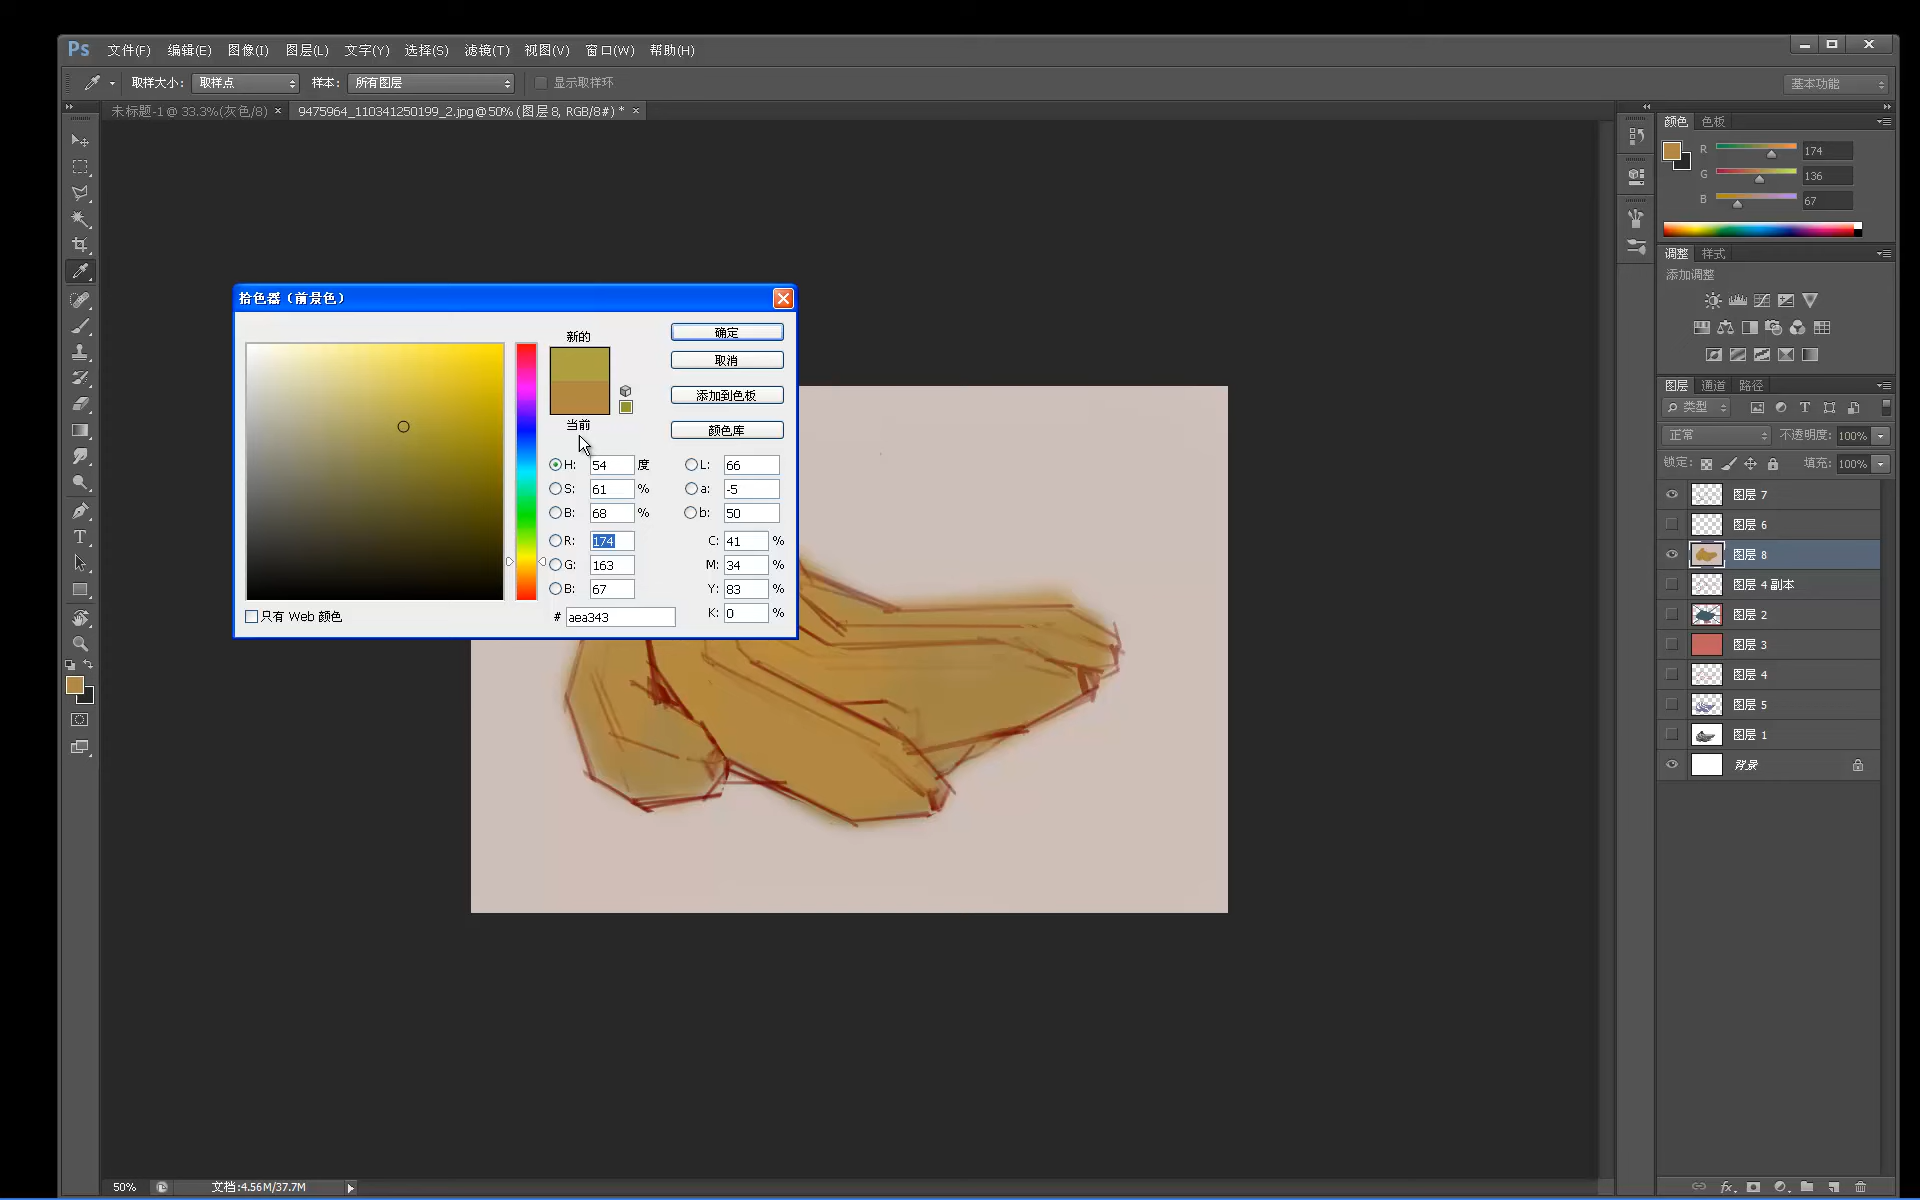 Ps 文件(F) 编辑(E) 图像(I) 图层(L) 文字(Y) 选择(S) 滤镜(T) 视图(V) 窗口(W) 帮助(H)
取样大小: 取样点 样本: 所有图层 显示取样环 基本功能
未标题-1 @ 33.3%(灰色/8) × 9475964_110341250199_2.jpg @ 50% (图层 8, RGB/8#) * ×
颜色 色板
R 174
G 136
B 67
调整 样式
添加调整
拾色器（前景色）
新的
当前
确定
取消
添加到色板
颜色库
H: 54 度 L: 66
S: 61 % a: -5
B: 68 % b: 50
R: 174 C: 41 %
G: 163 M: 34 %
B: 67 Y: 83 %
# aea343 K: 0 %
只有 Web 颜色
图层 通道 路径
类型
正常 不透明度: 100%
锁定: 填充: 100%
图层 7
图层 6
图层 8
图层 4 副本
图层 2
图层 3
图层 4
图层 5
图层 1
背景
T
50% 文档:4.56M/37.7M
fx